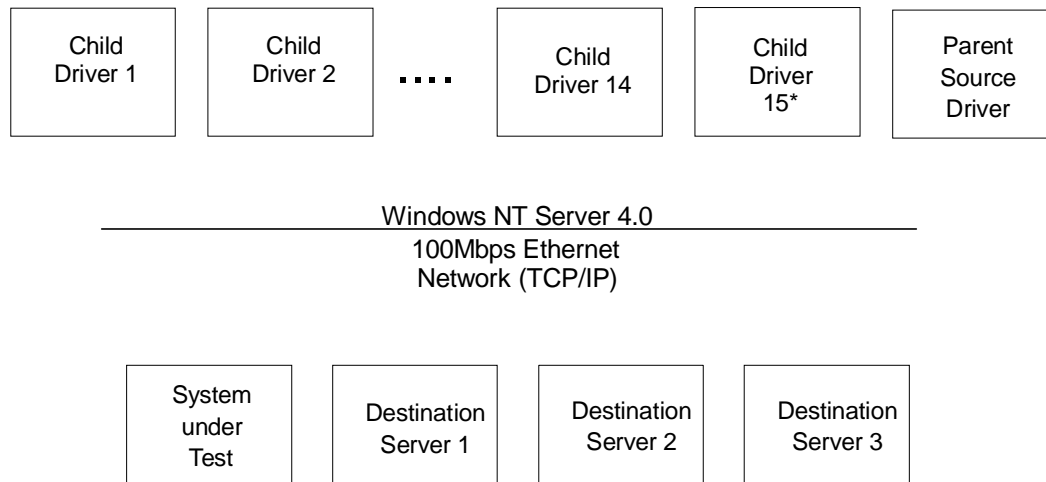 Child
Driver 1
Child
Driver 2
....
Child
Driver 14
Child
Driver
15*
Parent
Source
Driver
Windows NT Server 4.0
100Mbps Ethernet
Network (TCP/IP)
System
under
Test
Destination
Server 1
Destination
Server 2
Destination
Server 3